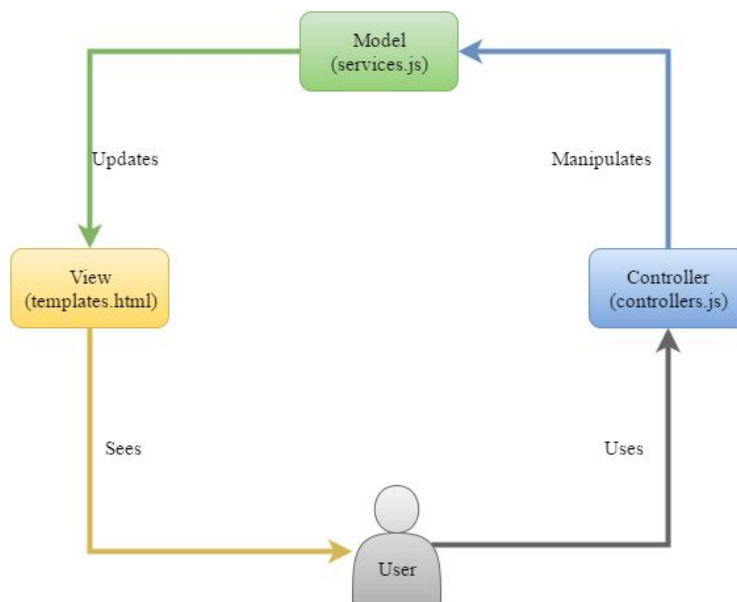 Model
(services.js)
Updates
Manipulates
View
(templates.html)
Controller
(controllers.js)
Sees
Uses
User